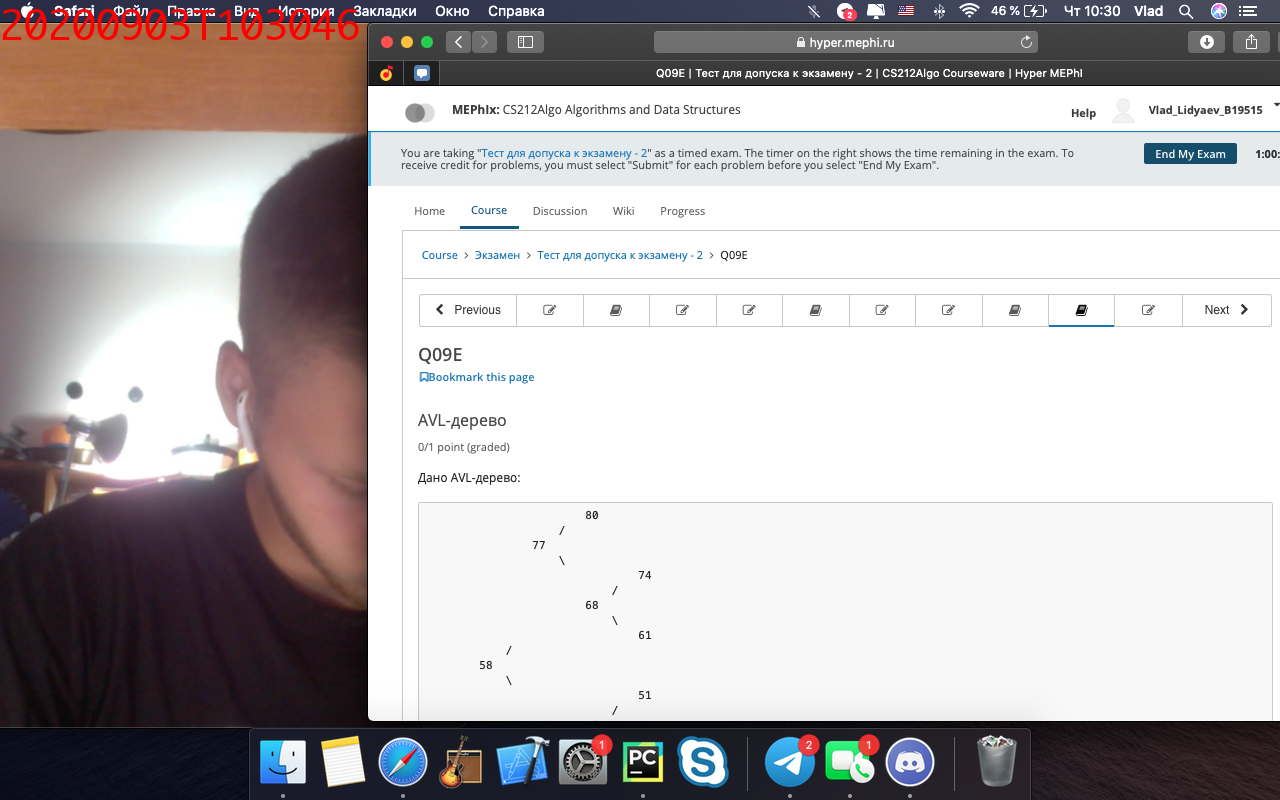 Safari Файл Правка Вид История Закладки Окно Справка 46 % Чт 10:30 Vlad
20200903T103046
2
hyper.mephi.ru
Q09E | Тест для допуска к экзамену - 2 | CS212Algo Courseware | Hyper MEPhI
MEPhIx: CS212Algo Algorithms and Data Structures
Help
Vlad_Lidyaev_B19515
You are taking "Тест для допуска к экзамену - 2" as a timed exam. The timer on the right shows the time remaining in the exam. To
receive credit for problems, you must select "Submit" for each problem before you select "End My Exam".
End My Exam
1:00:
Home Course Discussion Wiki Progress
Course > Экзамен > Тест для допуска к экзамену - 2 > Q09E
Previous
Next
Q09E
Bookmark this page
AVL-дерево
0/1 point (graded)
Дано AVL-дерево:
80
/
77
\
74
/
68
\
61
/
58
\
51
/
1
PC
2
1